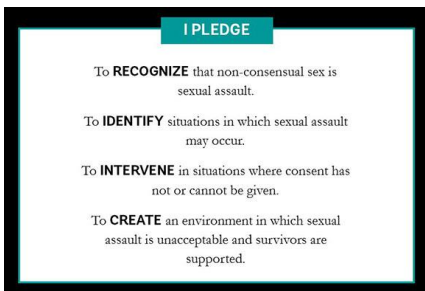 I PLEDGE
To RECOGNIZE that non-consensual sex is
sexual assault.
To IDENTIFY situations in which sexual assault
may occur.
To INTERVENE in situations where consent has
not or cannot be given.
To CREATE an environment in which sexual
assault is unacceptable and survivors are
supported.